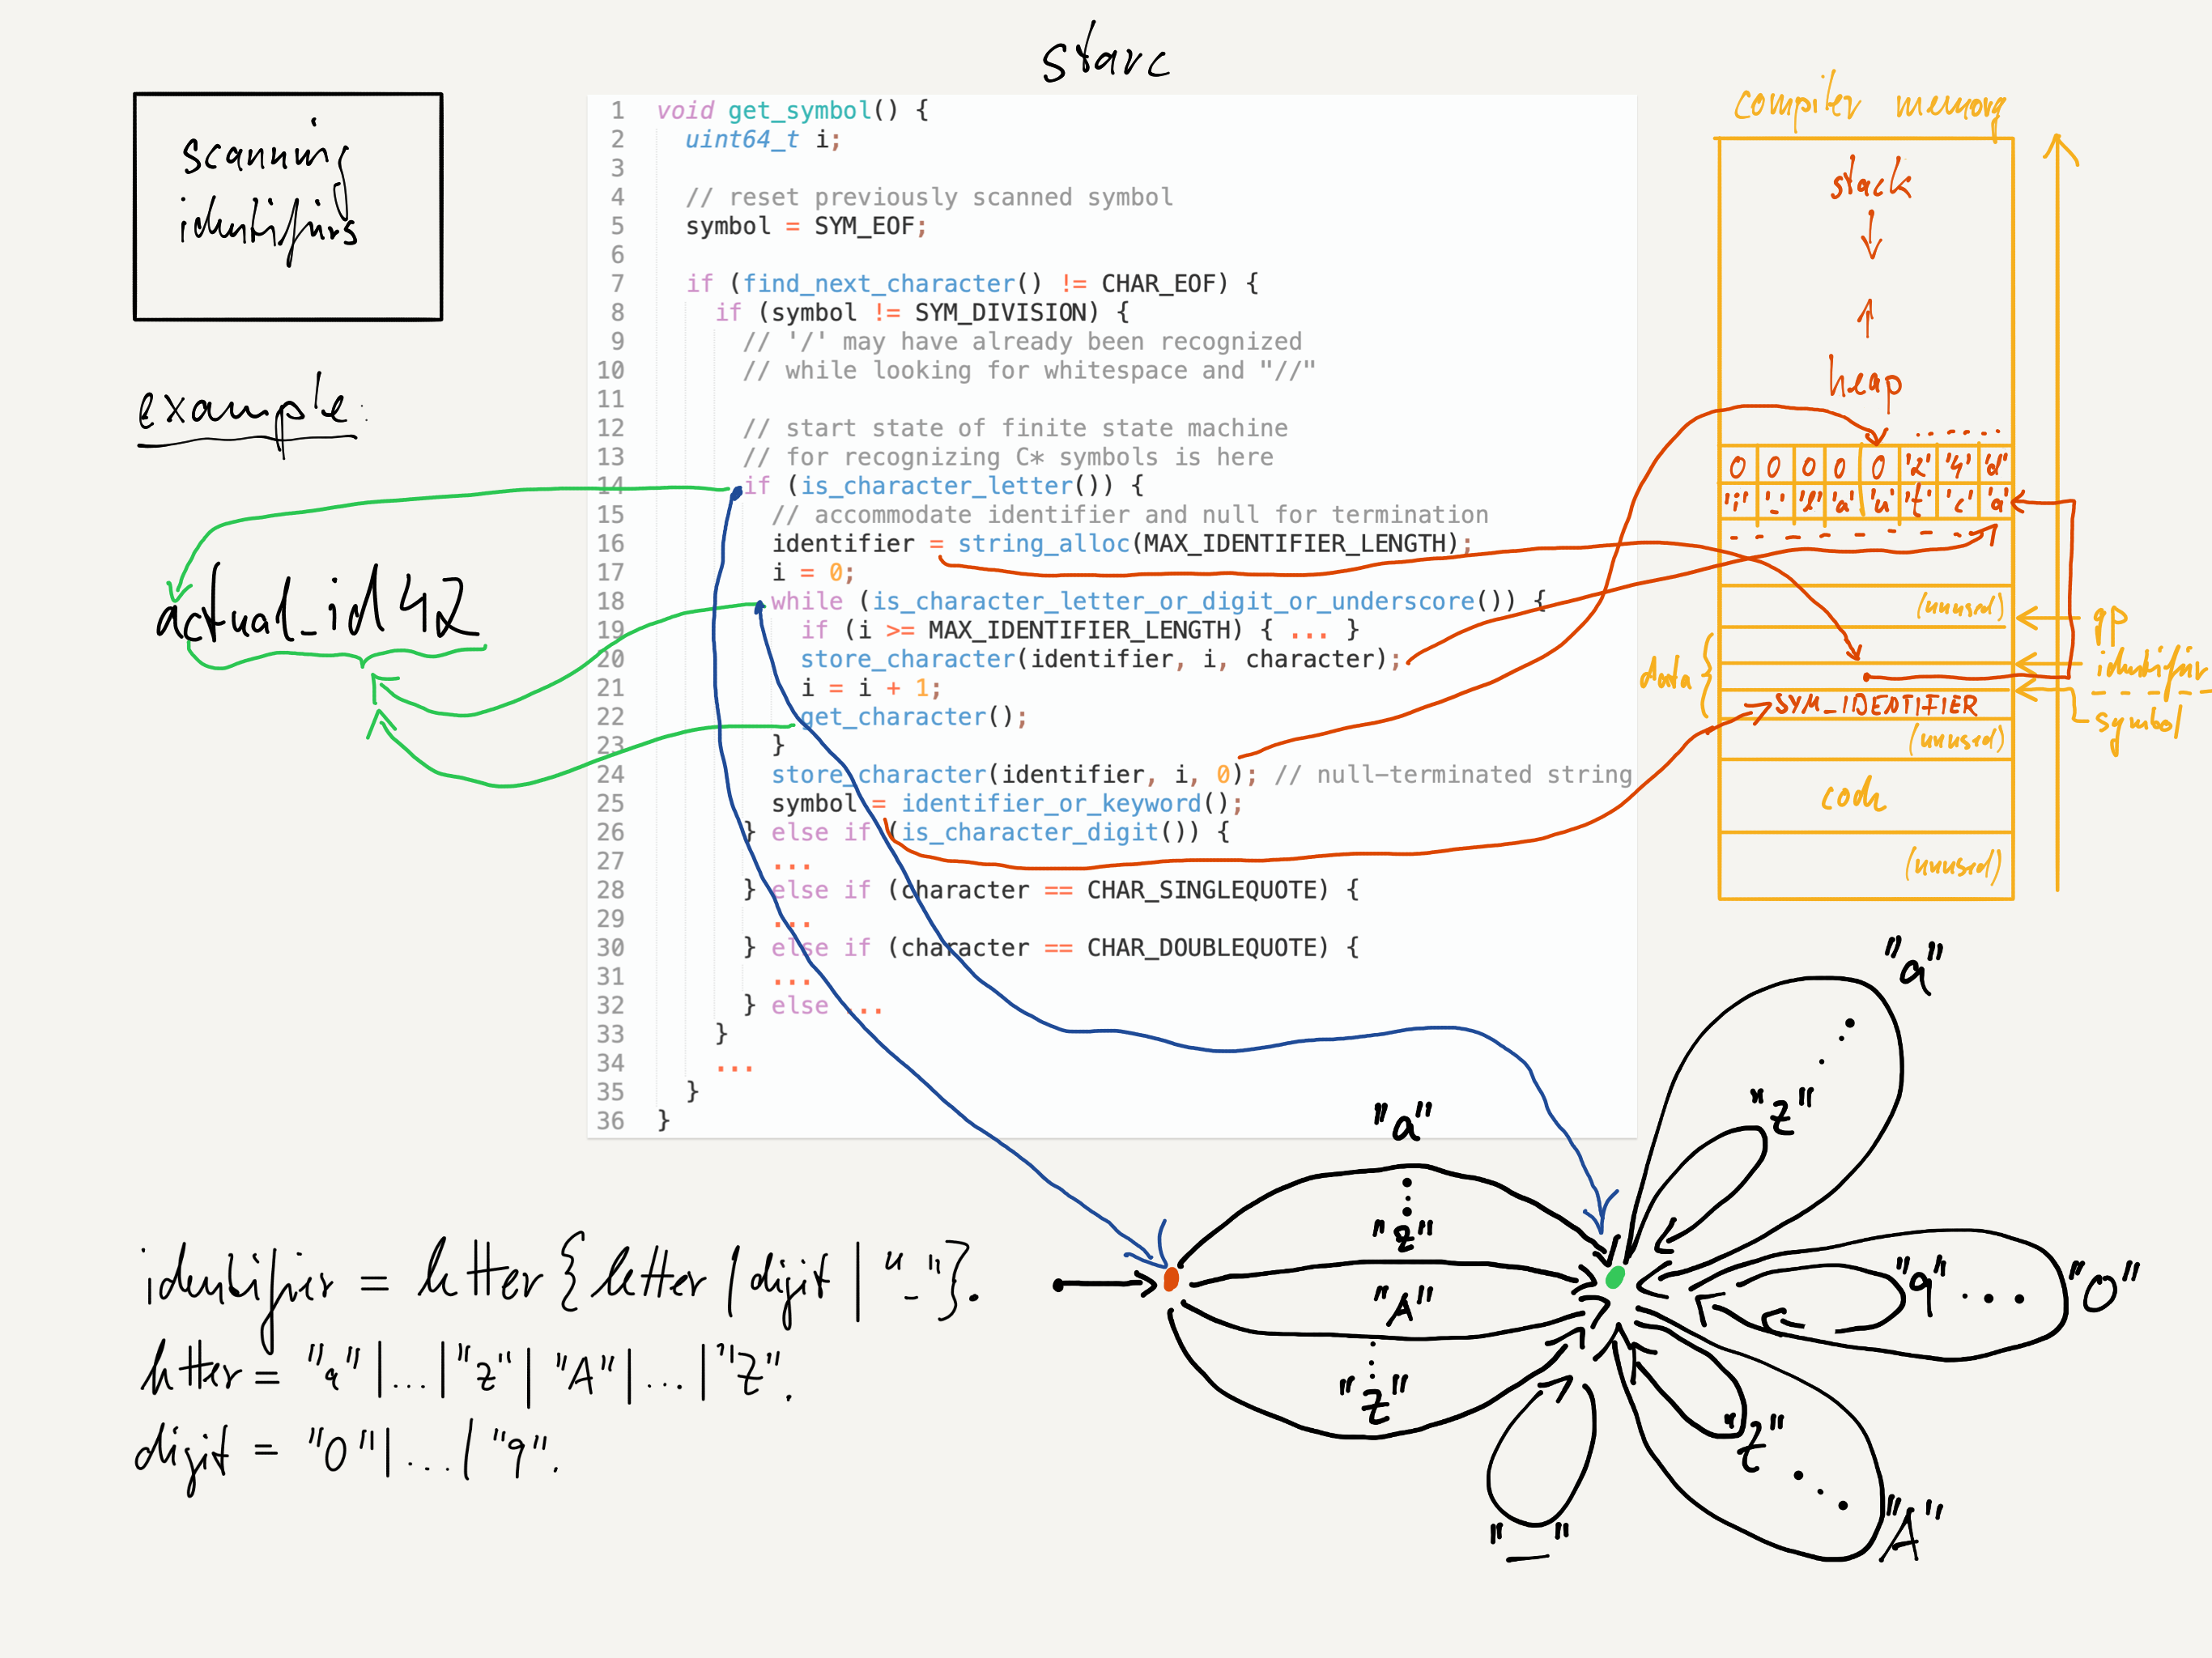 starc
scanning
identifiers
example:
actual_id42
1 void get_symbol() {
2 uint64_t i;
3
4 // reset previously scanned symbol
5 symbol = SYM_EOF;
6
7 if (find_next_character() != CHAR_EOF) {
8 if (symbol != SYM_DIVISION) {
9 // '/' may have already been recognized
10 // while looking for whitespace and "//"
11
12 // start state of finite state machine
13 // for recognizing C* symbols is here
14 if (is_character_letter()) {
15 // accommodate identifier and null for termination
16 identifier = string_alloc(MAX_IDENTIFIER_LENGTH);
17 i = 0;
18 while (is_character_letter_or_digit_or_underscore()) {
19 if (i >= MAX_IDENTIFIER_LENGTH) { ... }
20 store_character(identifier, i, character);
21 i = i + 1;
22 get_character();
23 }
24 store_character(identifier, i, 0); // null-terminated string
25 symbol = identifier_or_keyword();
26 } else if (is_character_digit()) {
27 ...
28 } else if (character == CHAR_SINGLEQUOTE) {
29 ...
30 } else if (character == CHAR_DOUBLEQUOTE) {
31 ...
32 } else ...
33 }
34 ...
35 }
36 }
compiler memory
stack
heap
0 0 0 0 0 '2' '4' 'd'
'i' '_' 'l' 'a' 'u' 't' 'c' 'a'
(unused)
gp
data
identifier
SYM_IDENTIFIER
symbol
(unused)
code
(unused)
identifier = letter { letter | digit | "_" }.
letter = "a" | ... | "z" | "A" | ... | "Z".
digit = "0" | ... | "9".
"a"
"z"
"A"
"Z"
"a"
"z"
"9" ... "0"
"Z"
"A"
"_"